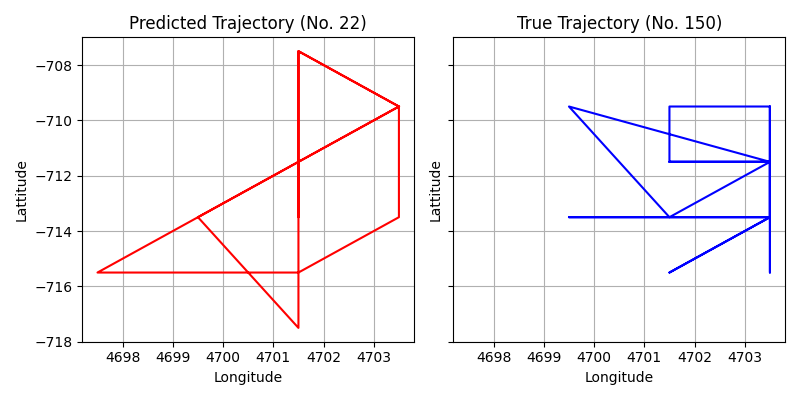 Predicted Trajectory (No. 22)
True Trajectory (No. 150)
Lattitude
−708
−710
−712
−714
−716
−718
4698 4699 4700 4701 4702 4703
Longitude
Lattitude
4698 4699 4700 4701 4702 4703
Longitude